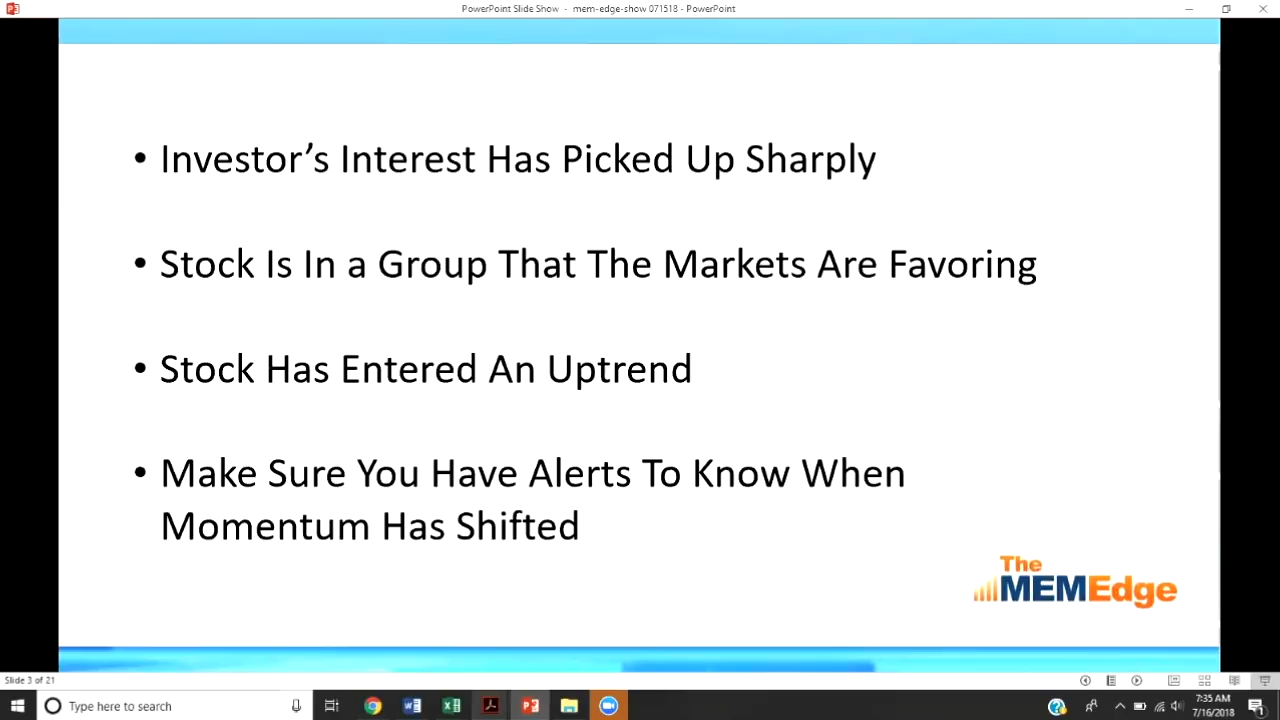 PowerPoint Slide Show - mem-edge-show 071518 - PowerPoint
• Investor’s Interest Has Picked Up Sharply
• Stock Is In a Group That The Markets Are Favoring
• Stock Has Entered An Uptrend
• Make Sure You Have Alerts To Know When
Momentum Has Shifted
The
MEMEdge
Slide 3 of 21
Type here to search
7:35 AM
7/16/2018